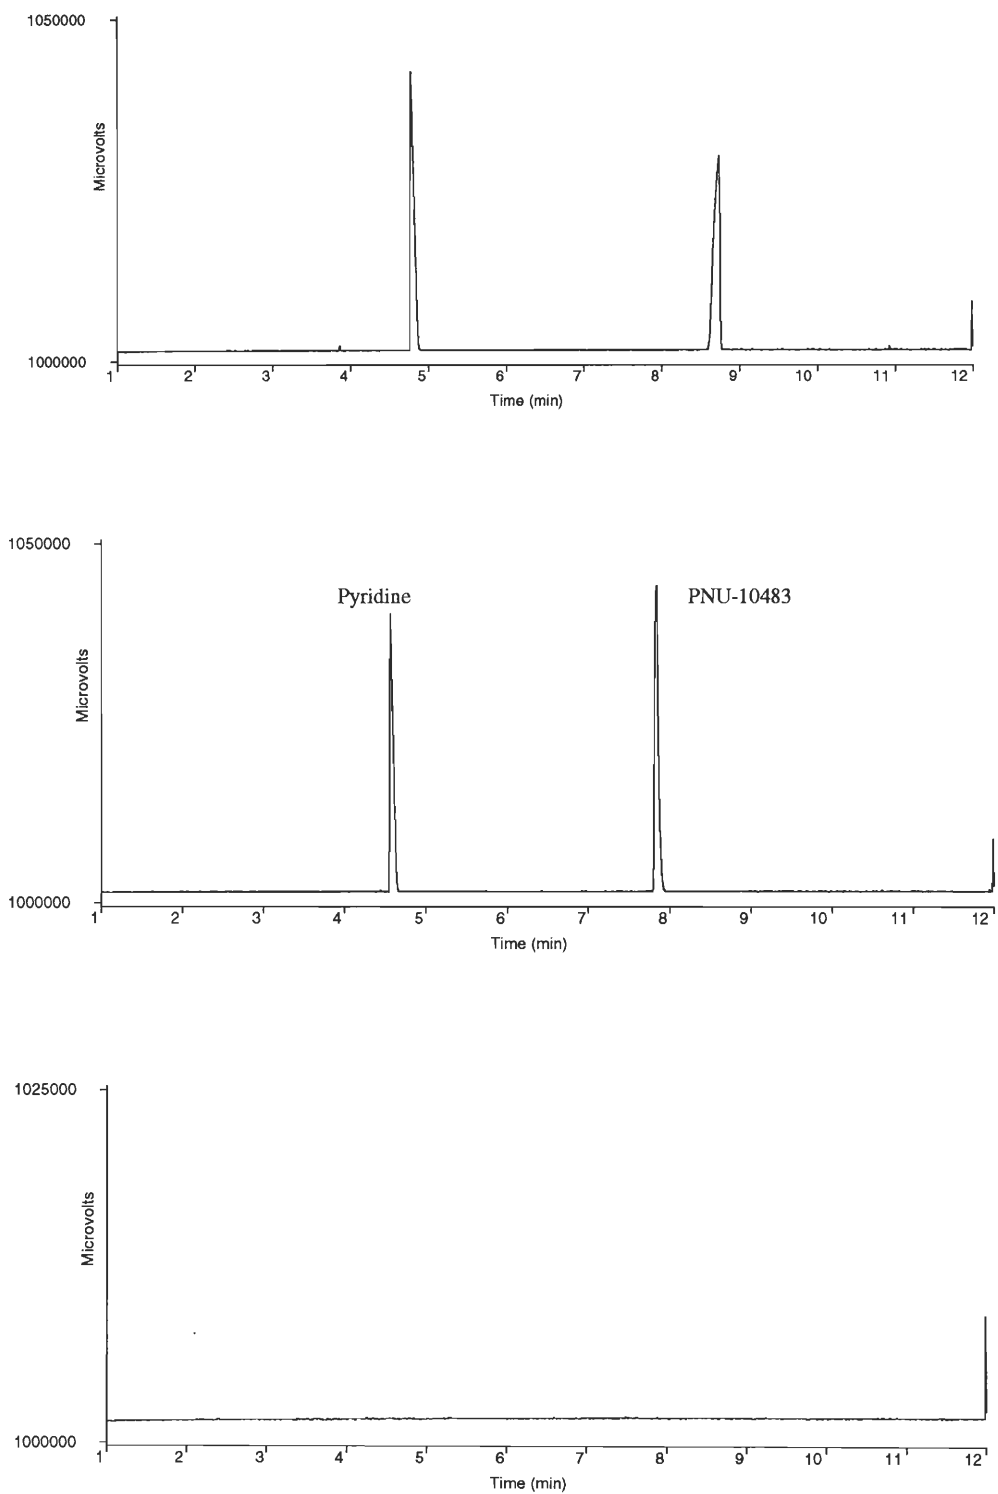 1050000
Microvolts
1000000
1 2 3 4 5 6 7 8 9 10 11 12
Time (min)
1050000
Pyridine PNU-10483
Microvolts
1000000
1 2 3 4 5 6 7 8 9 10 11 12
Time (min)
1025000
Microvolts
1000000
1 2 3 4 5 6 7 8 9 10 11 12
Time (min)